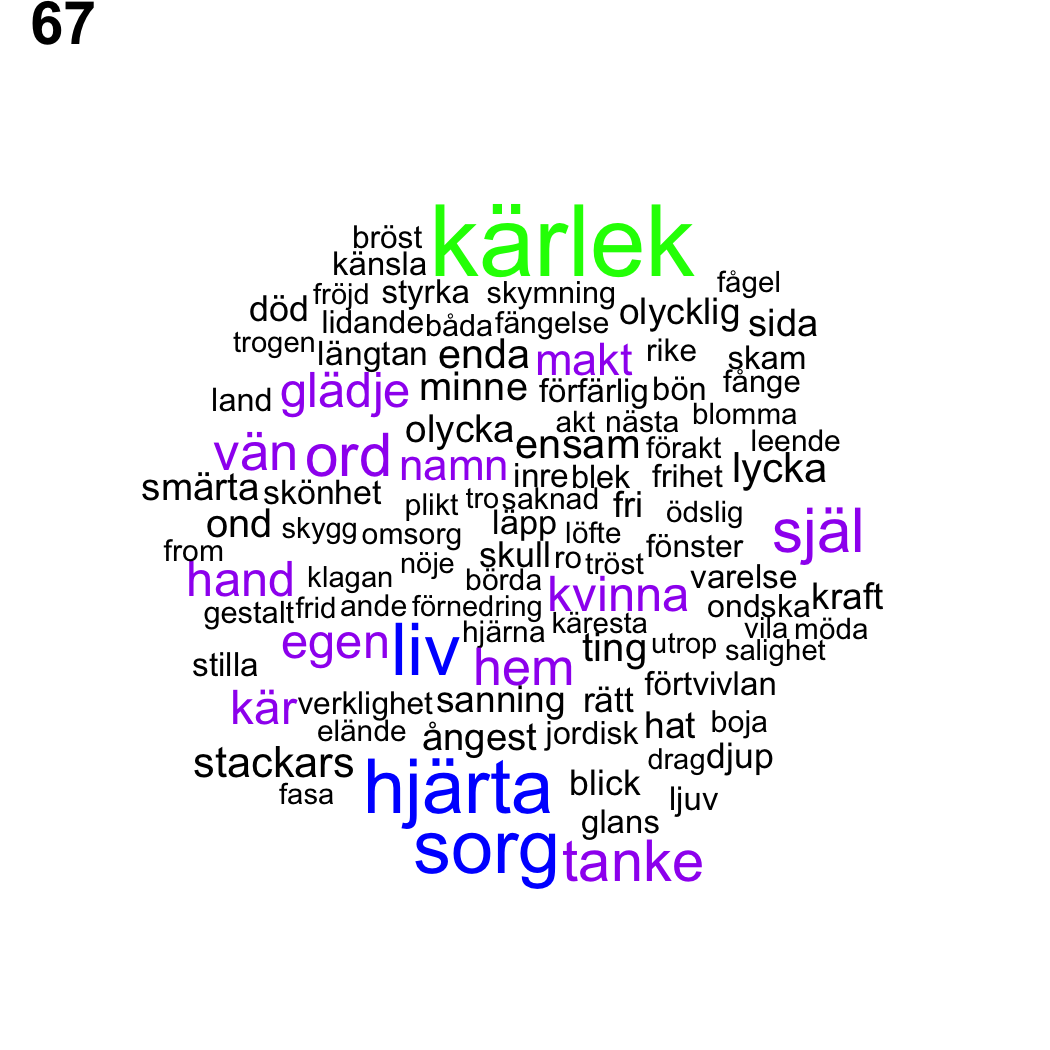 67
kärlek
bröst
känsla
fågel
fröjd styrka skymning
död
olycklig sida
lidande båda fängelse
trogen längtan enda makt rike skam
glädje minne förfärlig bön fånge
land
akt nästa blomma
olycka
vän ord namn ensam förakt leende
inre blek frihet lycka
smärta skönhet
plikt tro saknad fri ödslig
ond skygg omsorg läpp löfte själ
from nöje skull ro tröst fönster
hand klagan börda kvinna varelse
gestalt frid ande förnedring ondska kraft
egen liv hjärna käresta vila möda
hem ting utrop salighet
stilla
kär verklighet sanning rätt förtvivlan
elände ångest jordisk hat boja
stackars drag djup
fasa hjärta blick ljuv
glans
sorg tanke